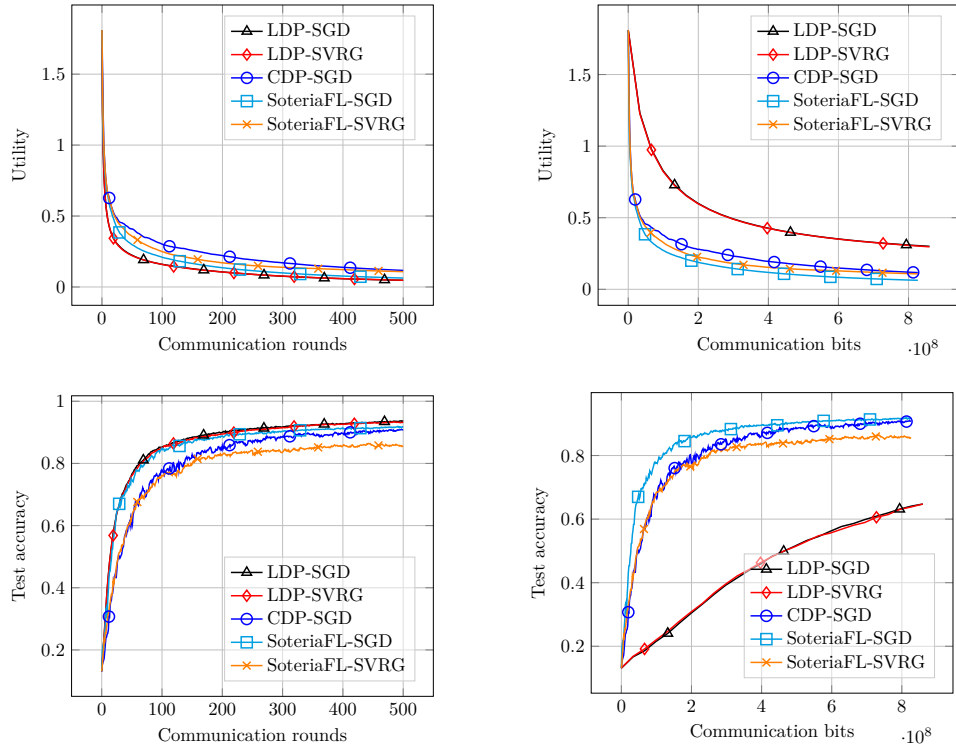 LDP-SGD
LDP-SVRG
CDP-SGD
SoteriaFL-SGD
SoteriaFL-SVRG
Utility
1.5
1
0.5
0
0 100 200 300 400 500
Communication rounds
LDP-SGD
LDP-SVRG
CDP-SGD
SoteriaFL-SGD
SoteriaFL-SVRG
Utility
1.5
1
0.5
0
0 2 4 6 8
Communication bits
·10^8
Test accuracy
1
0.8
0.6
0.4
0.2
LDP-SGD
LDP-SVRG
CDP-SGD
SoteriaFL-SGD
SoteriaFL-SVRG
0 100 200 300 400 500
Communication rounds
Test accuracy
0.8
0.6
0.4
0.2
LDP-SGD
LDP-SVRG
CDP-SGD
SoteriaFL-SGD
SoteriaFL-SVRG
0 2 4 6 8
Communication bits
·10^8